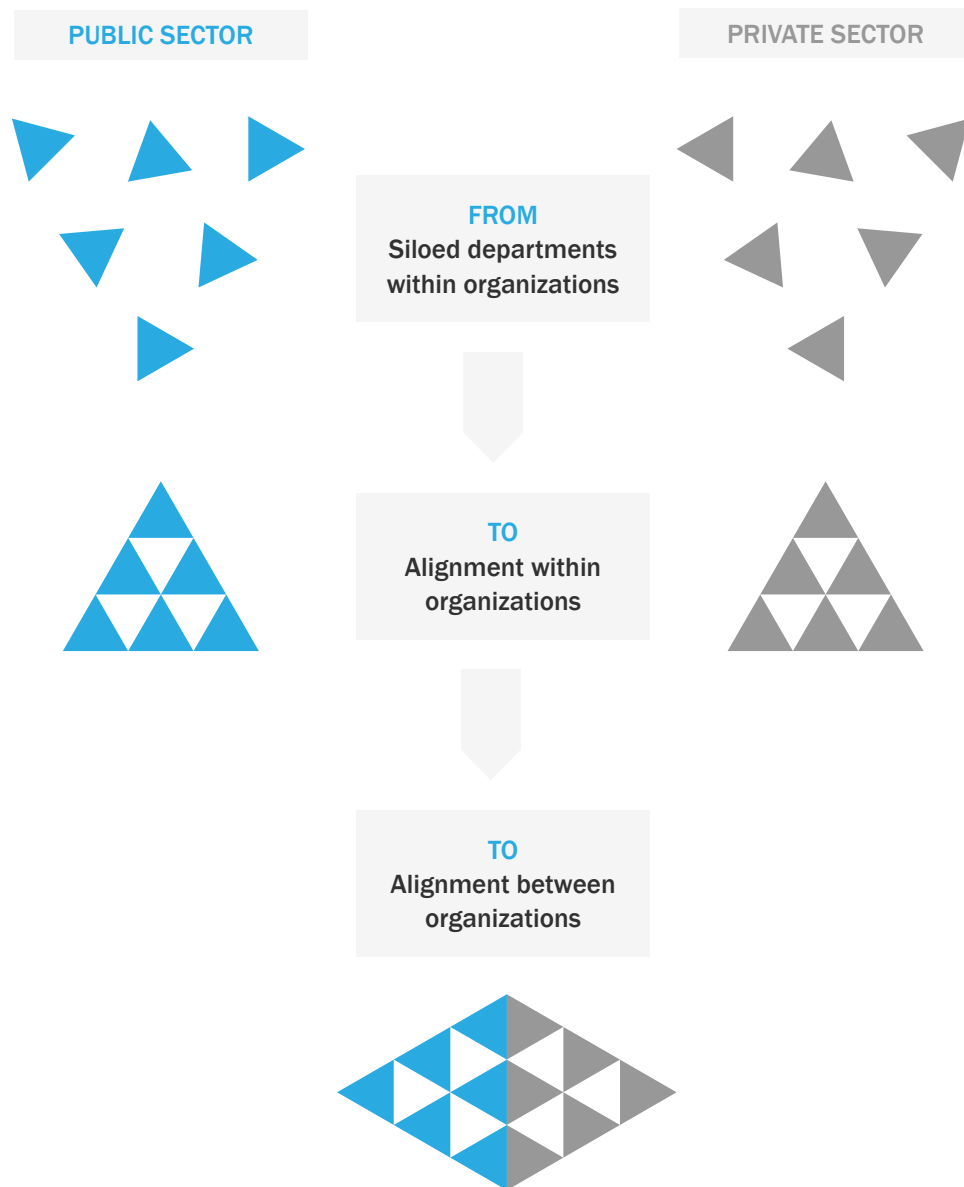 PUBLIC SECTOR
PRIVATE SECTOR
FROM
Siloed departments
within organizations
TO
Alignment within
organizations
TO
Alignment between
organizations